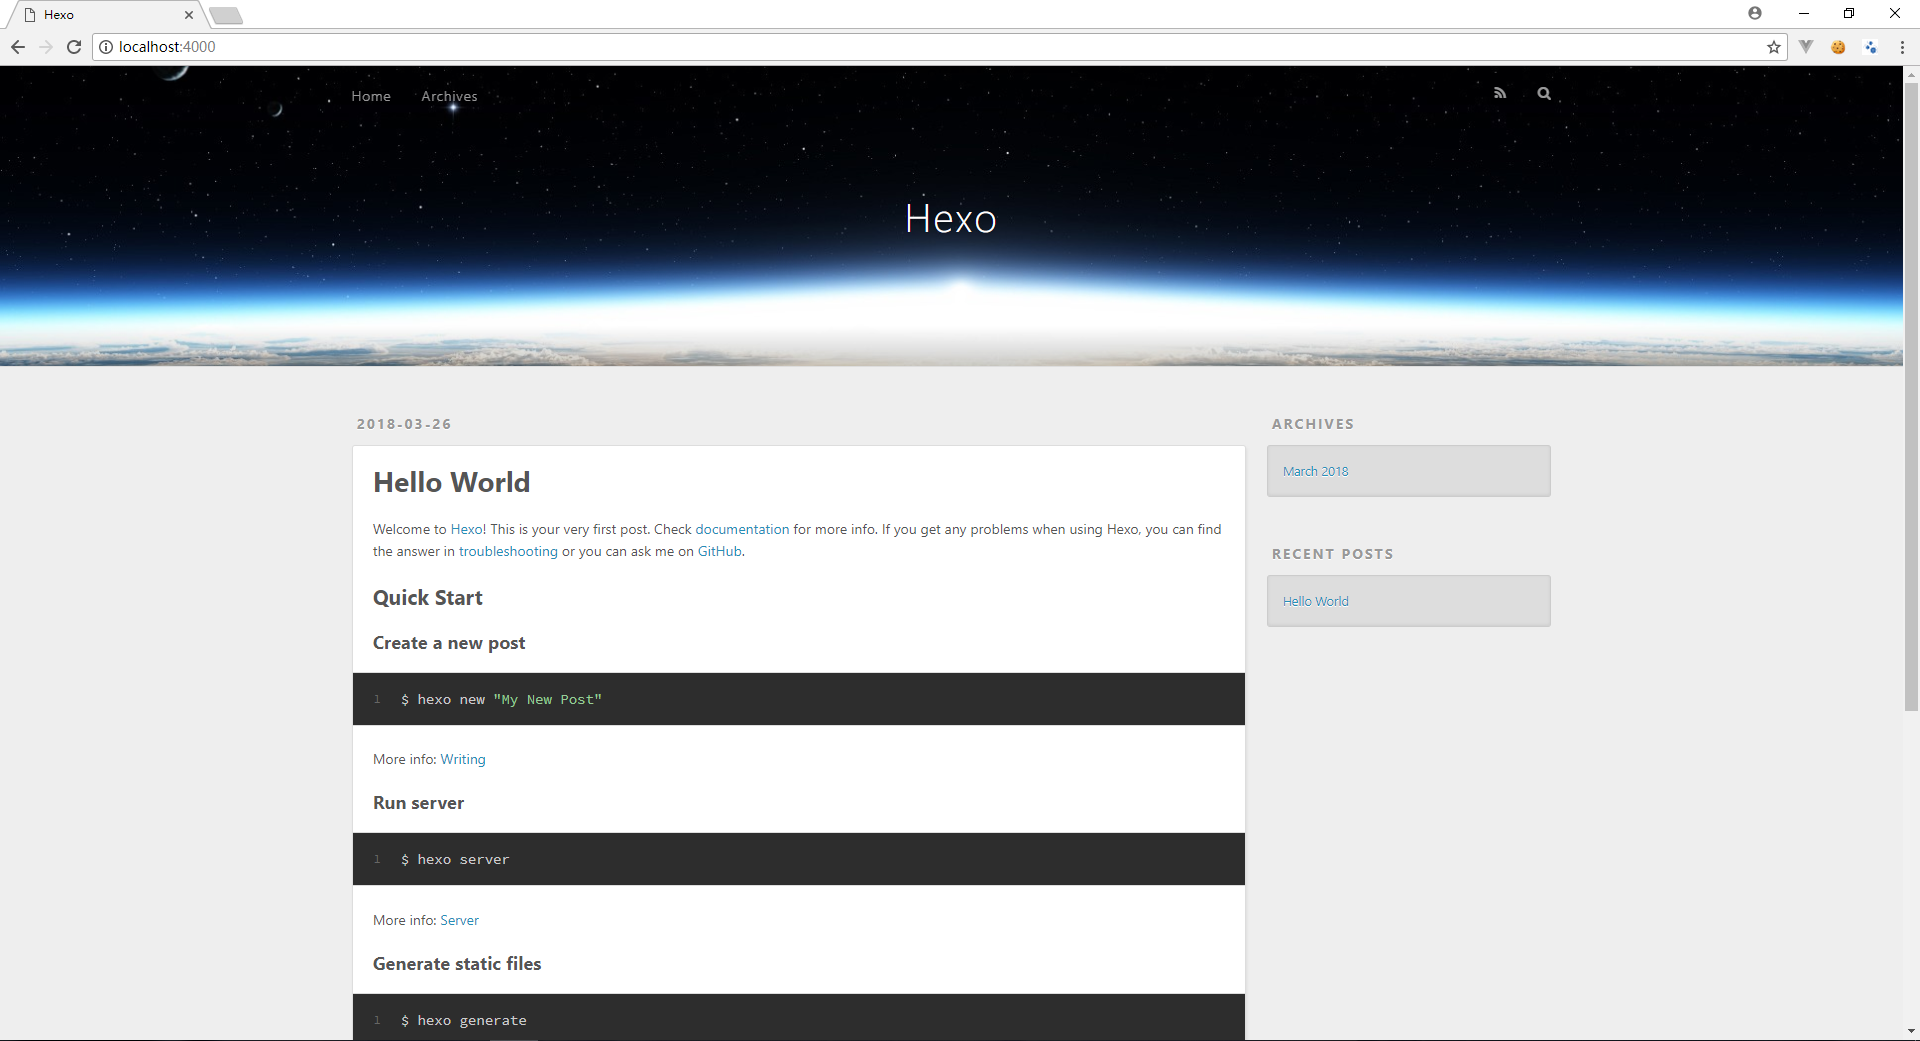 Hexo
localhost:4000
Home Archives
Hexo
2018-03-26
Hello World
Welcome to Hexo! This is your very first post. Check documentation for more info. If you get any problems when using Hexo, you can find
the answer in troubleshooting or you can ask me on GitHub.
Quick Start
Create a new post
1 $ hexo new "My New Post"
More info: Writing
Run server
1 $ hexo server
More info: Server
Generate static files
1 $ hexo generate
ARCHIVES
March 2018
RECENT POSTS
Hello World